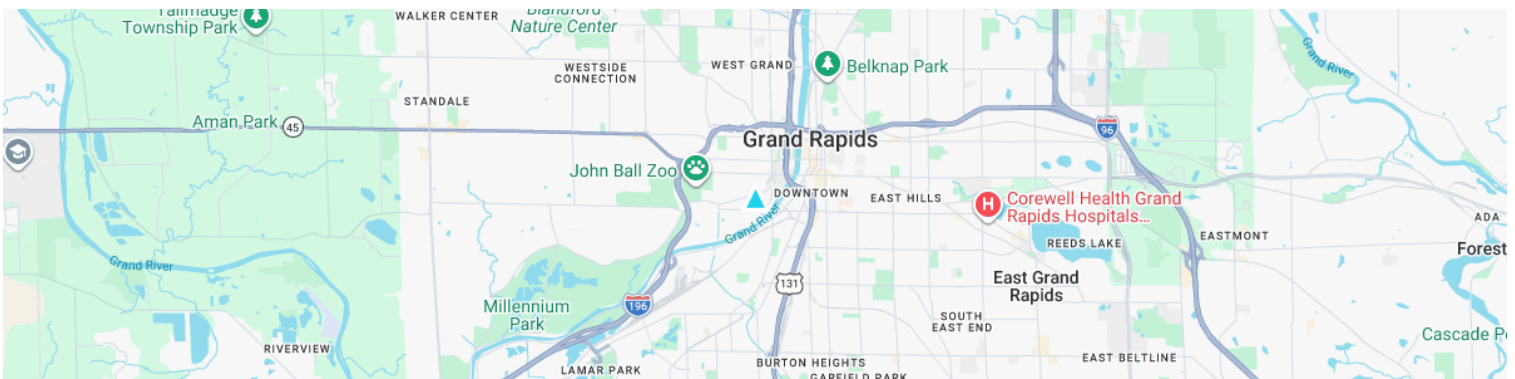 Tallmadge
Township Park
WALKER CENTER
Blandford
Nature Center
WESTSIDE
CONNECTION
WEST GRAND
Belknap Park
Grand River
STANDALE
Aman Park
45
96
Grand Rapids
John Ball Zoo
DOWNTOWN
EAST HILLS
H
Corewell Health Grand
Rapids Hospitals...
Grand River
REEDS LAKE
ADA
EASTMONT
Forest
Grand River
East Grand
Rapids
131
196
Millennium
Park
SOUTH
EAST END
Cascade P
RIVERVIEW
BURTON HEIGHTS
EAST BELTLINE
LAMAR PARK
GARFIELD PARK